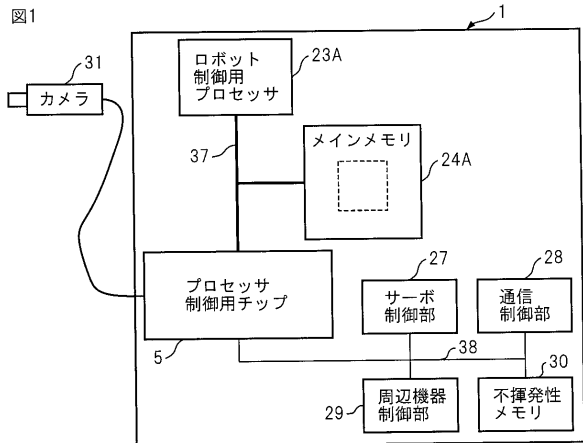 図1
1
31
カメラ
ロボット
制御用
プロセッサ
23A
37
メインメモリ
24A
プロセッサ
制御用チップ
5
27
サーボ
制御部
28
通信
制御部
38
30
29
周辺機器
制御部
不揮発性
メモリ